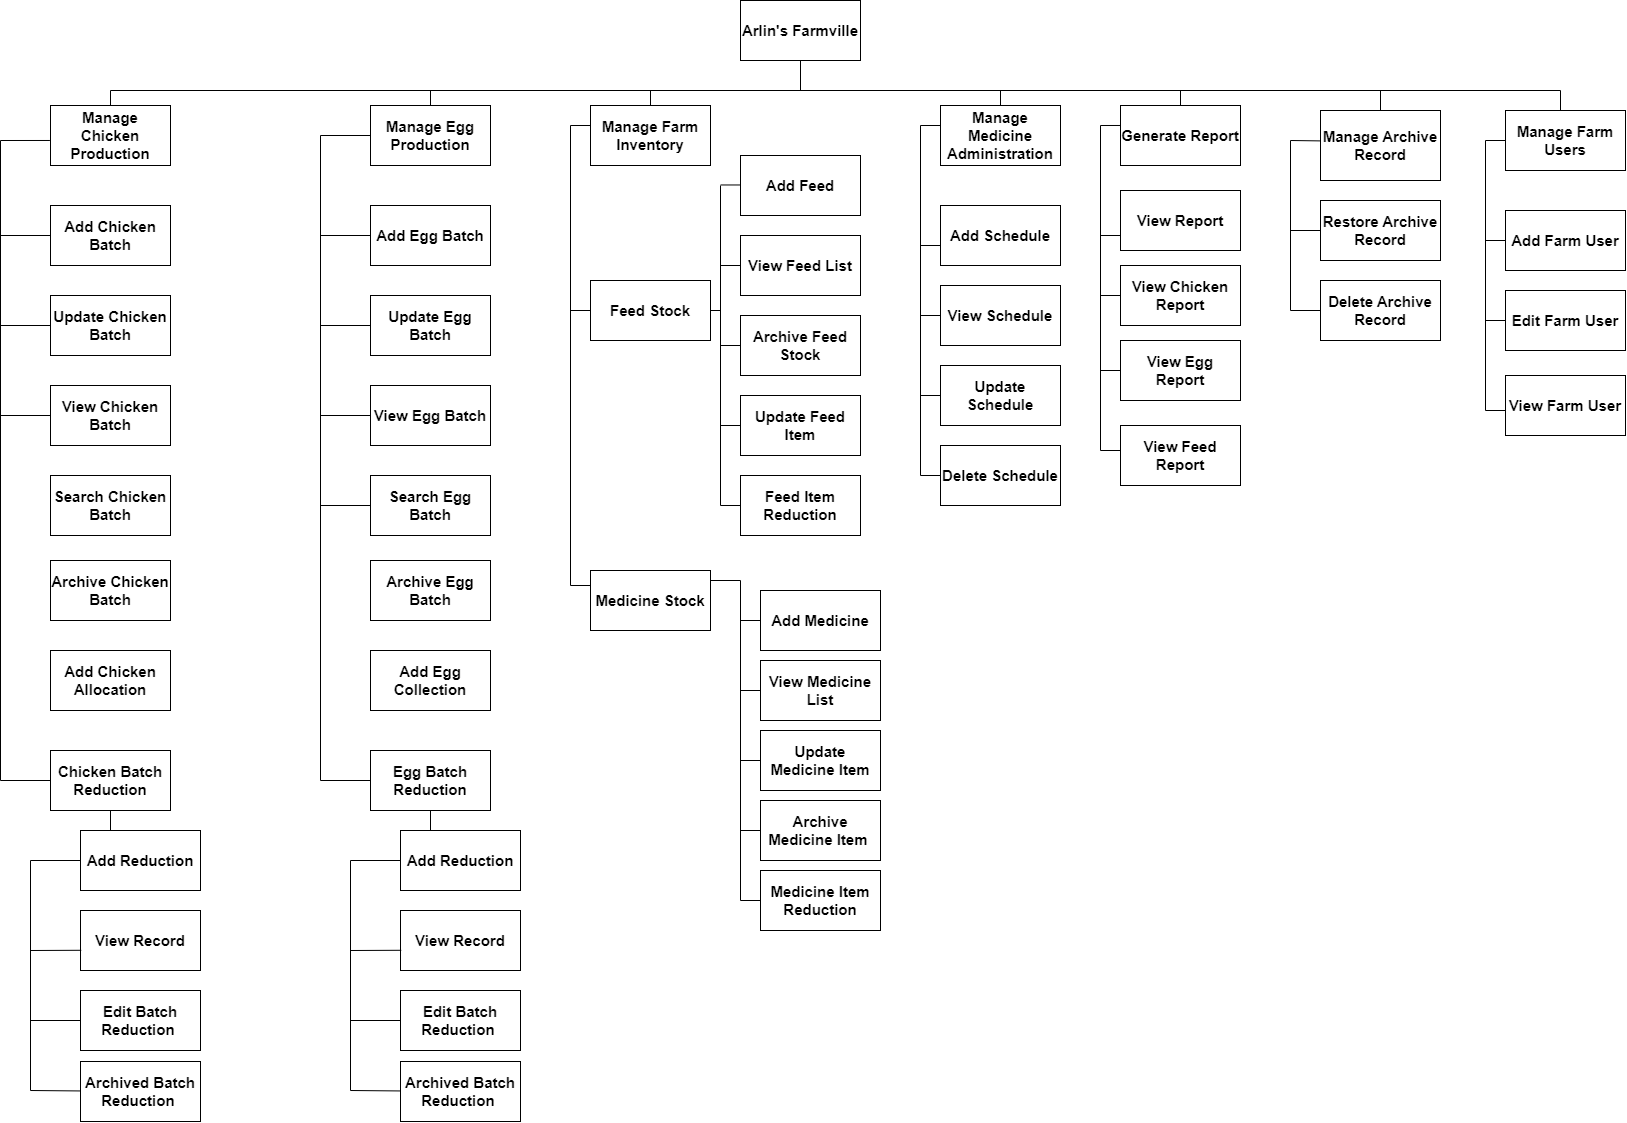 Arlin's Farmville
Manage
Chicken
Production
Add Chicken
Batch
Update Chicken
Batch
View Chicken
Batch
Search Chicken
Batch
Archive Chicken
Batch
Add Chicken
Allocation
Chicken Batch
Reduction
Add Reduction
View Record
Edit Batch
Reduction
Archived Batch
Reduction
Manage Egg
Production
Add Egg Batch
Update Egg
Batch
View Egg Batch
Search Egg
Batch
Archive Egg
Batch
Add Egg
Collection
Egg Batch
Reduction
Add Reduction
View Record
Edit Batch
Reduction
Archived Batch
Reduction
Manage Farm
Inventory
Feed Stock
Add Feed
View Feed List
Archive Feed
Stock
Update Feed
Item
Feed Item
Reduction
Medicine Stock
Add Medicine
View Medicine
List
Update
Medicine Item
Archive
Medicine Item
Medicine Item
Reduction
Manage
Medicine
Administration
Add Schedule
View Schedule
Update
Schedule
Delete Schedule
Generate Report
View Report
View Chicken
Report
View Egg
Report
View Feed
Report
Manage Archive
Record
Restore Archive
Record
Delete Archive
Record
Manage Farm
Users
Add Farm User
Edit Farm User
View Farm User